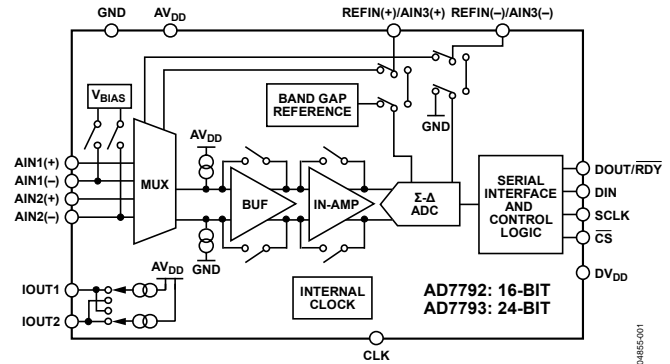 GND
AVDD
REFIN(+)/AIN3(+)
REFIN(–)/AIN3(–)
VBIAS
BAND GAP
REFERENCE
GND
AVDD
AIN1(+)
AIN1(–)
AIN2(+)
AIN2(–)
MUX
BUF
IN-AMP
Σ-Δ
ADC
SERIAL
INTERFACE
AND
CONTROL
LOGIC
DOUT/RDY
DIN
SCLK
CS
DVDD
GND
AVDD
IOUT1
IOUT2
INTERNAL
CLOCK
AD7792: 16-BIT
AD7793: 24-BIT
CLK
04855-001